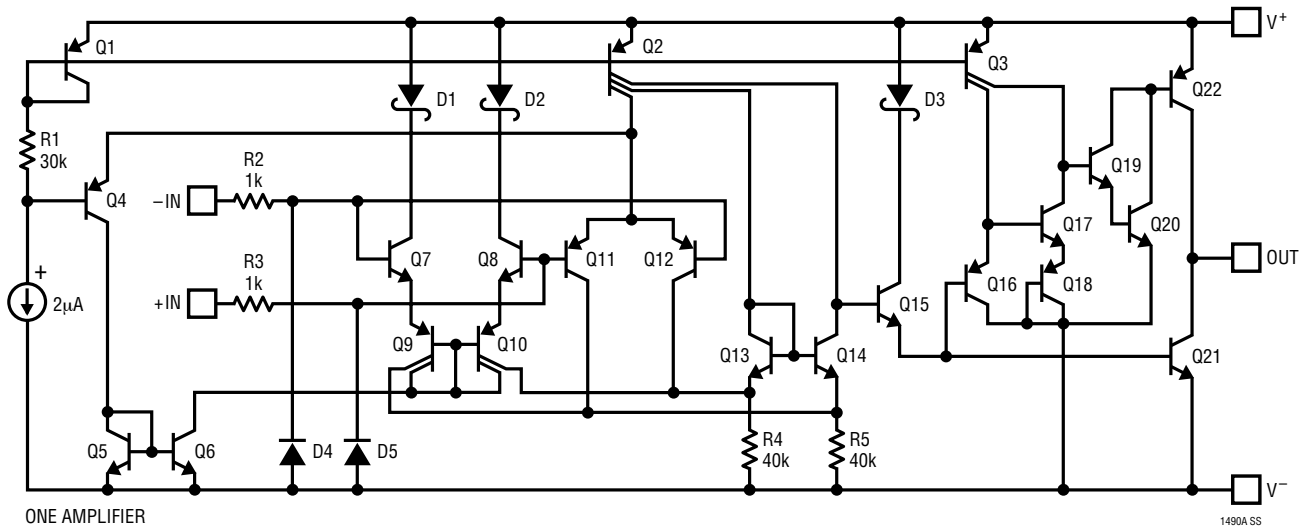 V+
Q1
Q2
Q3
D1
D2
D3
Q22
R1
30k
R2
1k
–IN
Q4
Q19
Q20
Q17
Q7
Q8
Q11
Q12
OUT
R3
1k
+IN
+
2µA
Q16
Q18
Q15
Q9
Q10
Q13
Q14
Q21
Q5
Q6
D4
D5
R4
40k
R5
40k
V–
ONE AMPLIFIER
1490A SS